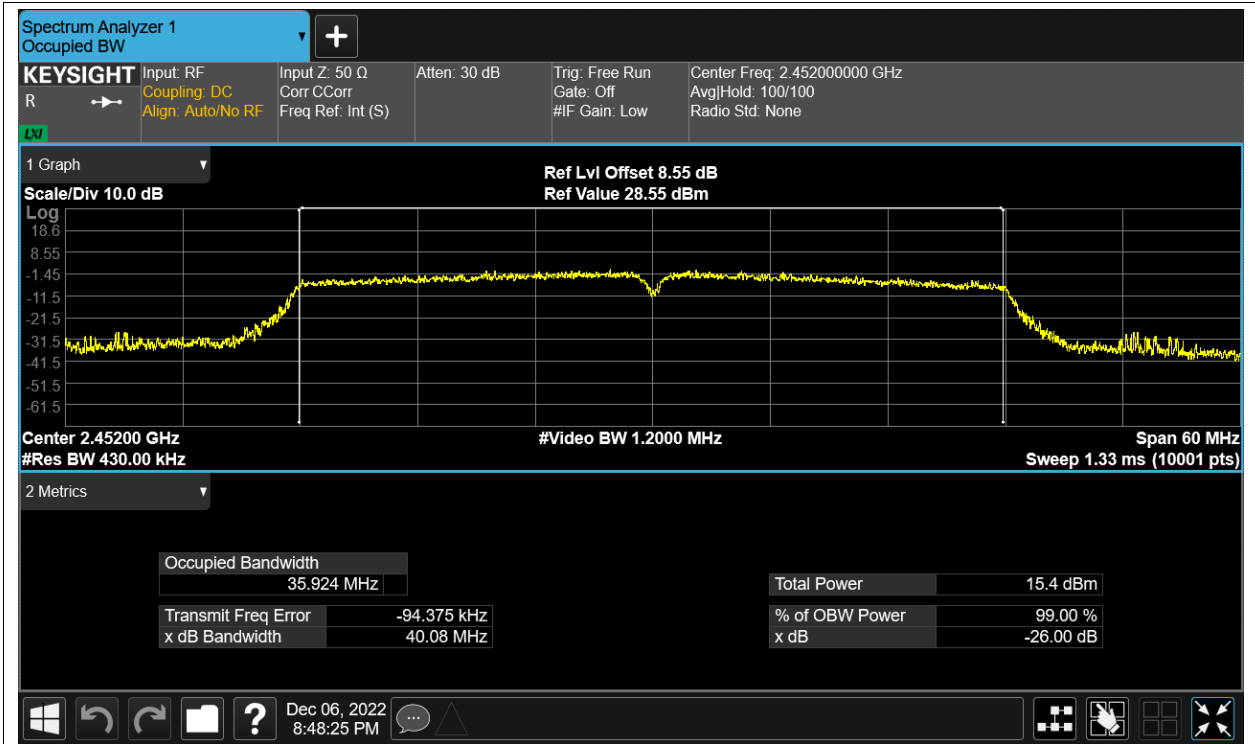 Spectrum Analyzer 1
Occupied BW
KEYSIGHT
R
LXI
Input: RF
Coupling: DC
Align: Auto/No RF
Input Z: 50 Ω
Corr CCorr
Freq Ref: Int (S)
Atten: 30 dB
Trig: Free Run
Gate: Off
#IF Gain: Low
Center Freq: 2.452000000 GHz
Avg|Hold: 100/100
Radio Std: None
1 Graph
Scale/Div 10.0 dB
Ref Lvl Offset 8.55 dB
Ref Value 28.55 dBm
Log
18.6
8.55
-1.45
-11.5
-21.5
-31.5
-41.5
-51.5
-61.5
Center 2.45200 GHz
#Video BW 1.2000 MHz
Span 60 MHz
#Res BW 430.00 kHz
Sweep 1.33 ms (10001 pts)
2 Metrics
Occupied Bandwidth
35.924 MHz
Transmit Freq Error -94.375 kHz
x dB Bandwidth 40.08 MHz
Total Power 15.4 dBm
% of OBW Power 99.00 %
x dB -26.00 dB
?
Dec 06, 2022
8:48:25 PM